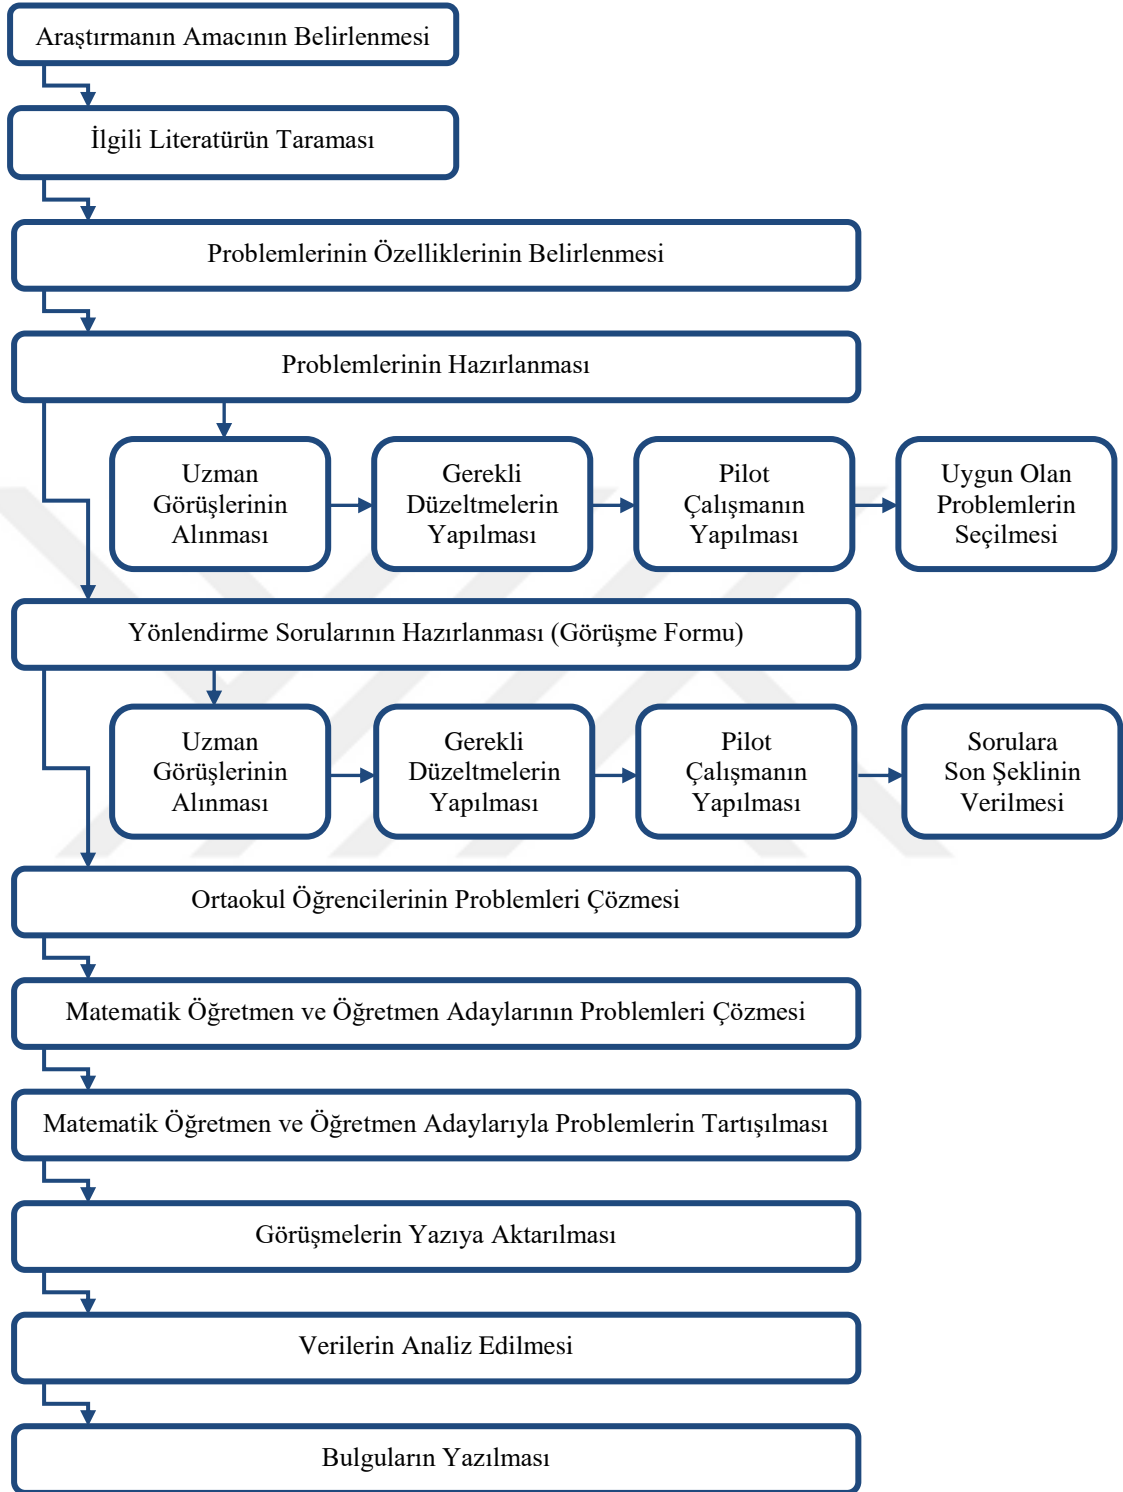 Araştırmanın Amacının Belirlenmesi
İlgili Literatürün Taraması
Problemlerinin Özelliklerinin Belirlenmesi
Problemlerinin Hazırlanması
Uzman
Görüşlerinin
Alınması
Gerekli
Düzeltmelerin
Yapılması
Pilot
Çalışmanın
Yapılması
Uygun Olan
Problemlerin
Seçilmesi
Yönlendirme Sorularının Hazırlanması (Görüşme Formu)
Uzman
Görüşlerinin
Alınması
Gerekli
Düzeltmelerin
Yapılması
Pilot
Çalışmanın
Yapılması
Sorulara
Son Şeklinin
Verilmesi
Ortaokul Öğrencilerinin Problemleri Çözmesi
Matematik Öğretmen ve Öğretmen Adaylarının Problemleri Çözmesi
Matematik Öğretmen ve Öğretmen Adaylarıyla Problemlerin Tartışılması
Görüşmelerin Yazıya Aktarılması
Verilerin Analiz Edilmesi
Bulguların Yazılması